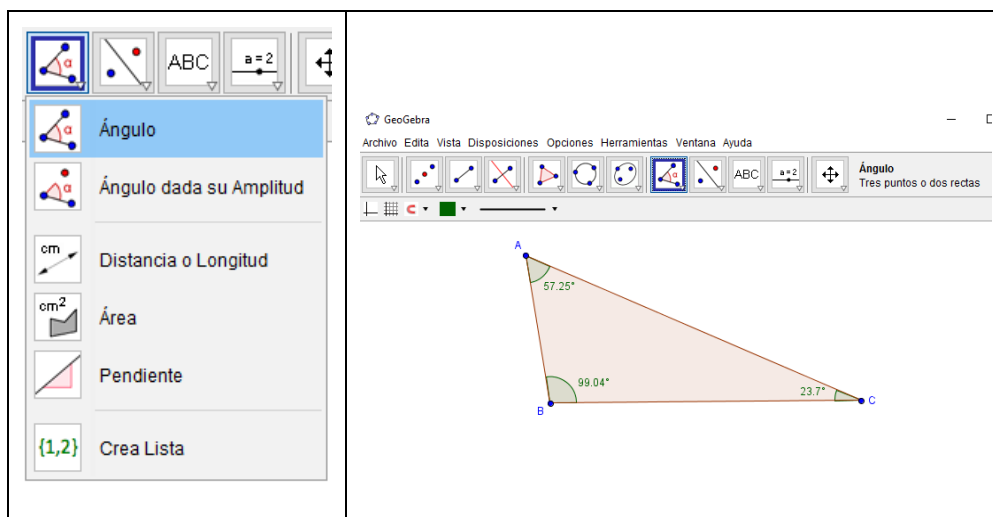 α
ABC
a = 2
α Ángulo
α Ángulo dada su Amplitud
cm Distancia o Longitud
cm² Área
Pendiente
{1,2} Crea Lista
GeoGebra
Archivo Edita Vista Disposiciones Opciones Herramientas Ventana Ayuda
α ABC a=2 Ángulo
Tres puntos o dos rectas
A
57.25°
99.04°
23.7°
B
C